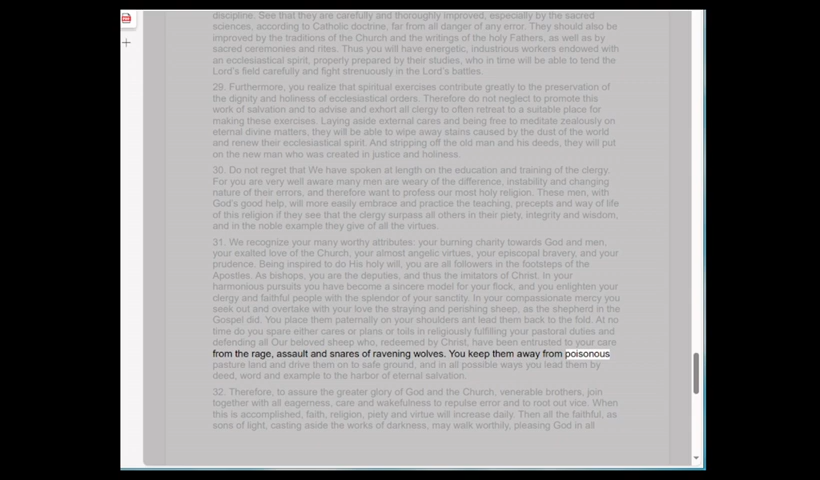 discipline. See that they are carefully and thoroughly improved, especially by the sacred
sciences, according to Catholic doctrine, far from all danger of any error. They should also be
improved by the traditions of the Church and the writings of the holy Fathers, as well as by
sacred ceremonies and rites. Thus you will have energetic, industrious workers endowed with
an ecclesiastical spirit, properly prepared by their studies, who in time will be able to tend the
Lord's field carefully and fight strenuously in the Lord's battles.
29. Furthermore, you realize that spiritual exercises contribute greatly to the preservation of
the dignity and holiness of ecclesiastical orders. Therefore do not neglect to promote this
work of salvation and to advise and exhort all clergy to often retreat to a suitable place for
making these exercises. Laying aside external cares and being free to meditate zealously on
eternal divine matters, they will be able to wipe away stains caused by the dust of the world
and renew their ecclesiastical spirit. And stripping off the old man and his deeds, they will put
on the new man who was created in justice and holiness.
30. Do not regret that We have spoken at length on the education and training of the clergy.
For you are very well aware many men are weary of the difference, instability and changing
nature of their errors, and therefore want to profess our most holy religion. These men, with
God's good help, will more easily embrace and practice the teaching, precepts and way of life
of this religion if they see that the clergy surpass all others in their piety, integrity and wisdom,
and in the noble example they give of all the virtues.
31. We recognize your many worthy attributes: your burning charity towards God and men,
your exalted love of the Church, your almost angelic virtues, your episcopal bravery, and your
prudence. Being inspired to do His holy will, you are all followers in the footsteps of the
Apostles. As bishops, you are the deputies, and thus the imitators of Christ. In your
harmonious pursuits you have become a sincere model for your flock, and you enlighten your
clergy and faithful people with the splendor of your sanctity. In your compassionate mercy you
seek out and overtake with your love the straying and perishing sheep, as the shepherd in the
Gospel did. You place them paternally on your shoulders ant lead them back to the fold. At no
time do you spare either cares or plans or toils in religiously fulfilling your pastoral duties and
defending all Our beloved sheep who, redeemed by Christ, have been entrusted to your care
from the rage, assault and snares of ravening wolves. You keep them away from poisonous
pasture land and drive them on to safe ground, and in all possible ways you lead them by
deed, word and example to the harbor of eternal salvation.
32. Therefore, to assure the greater glory of God and the Church, venerable brothers, join
together with all eagerness, care and wakefulness to repulse error and to root out vice. When
this is accomplished, faith, religion, piety and virtue will increase daily. Then all the faithful, as
sons of light, casting aside the works of darkness, may walk worthily, pleasing God in all